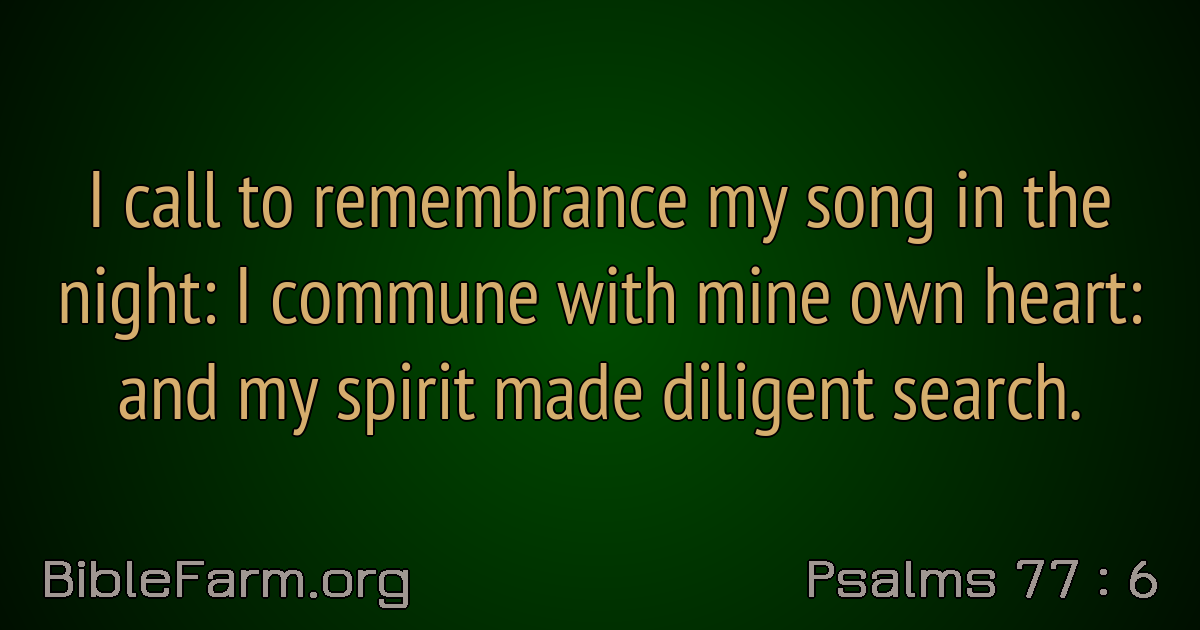 I call to remembrance my song in the
night: I commune with mine own heart:
and my spirit made diligent search.
BibleFarm.org
Psalms 77 : 6